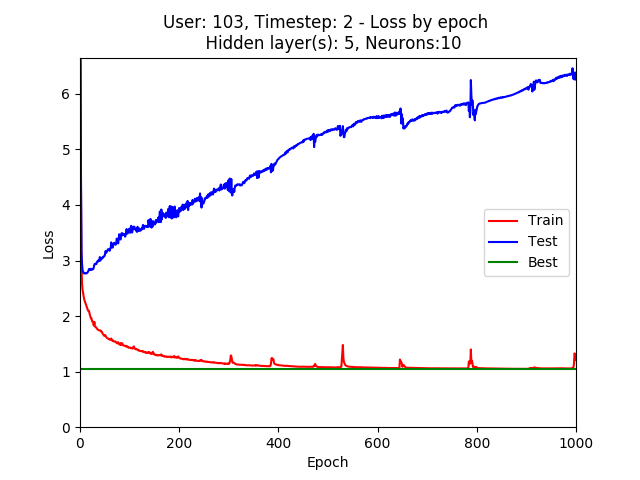 User: 103, Timestep: 2 - Loss by epoch
Hidden layer(s): 5, Neurons:10
6
5
4
3
2
1
0
Loss
Train
Test
Best
0 200 400 600 800 1000
Epoch